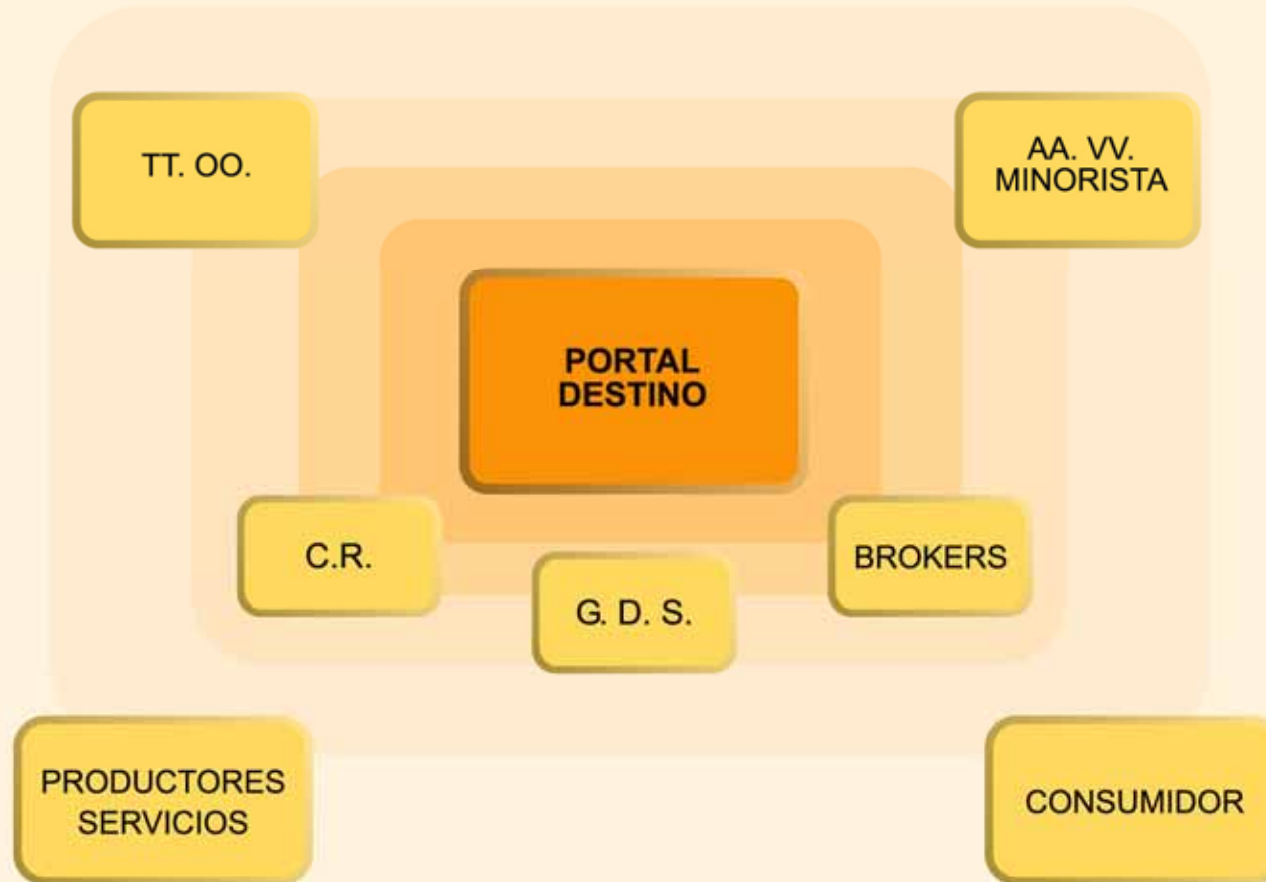 TT. OO.
AA. VV.
MINORISTA
PORTAL
DESTINO
C.R.
G. D. S.
BROKERS
PRODUCTORES
SERVICIOS
CONSUMIDOR